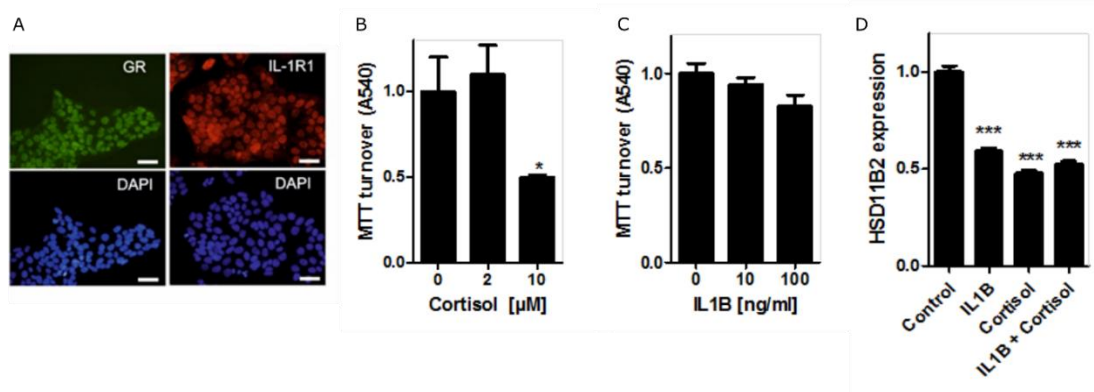 A
GR
IL-1R1
DAPI
DAPI
B
MTT turnover (A540)
1.0
0.5
0.0
0
2
10
*
Cortisol [µM]
C
MTT turnover (A540)
1.0
0.5
0.0
0
10
100
IL1B [ng/ml]
D
HSD11B2 expression
1.0
0.5
0.0
***
***
***
Control
IL1B
Cortisol
IL1B + Cortisol